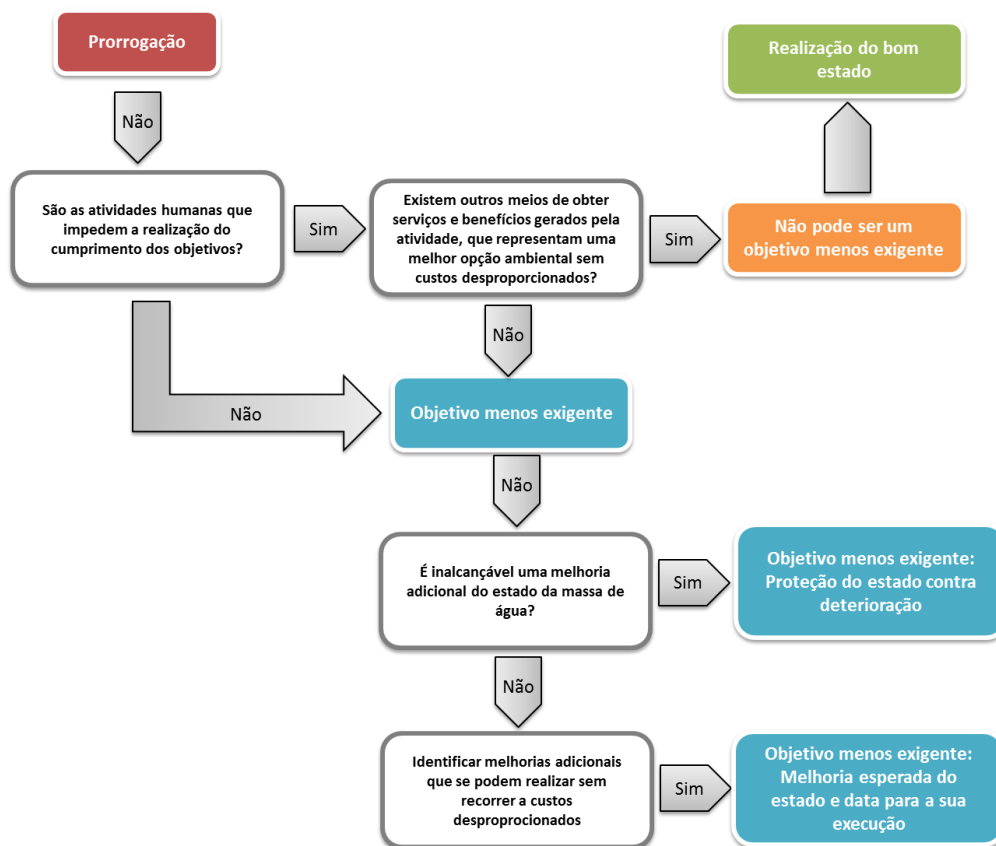 Prorrogação
Realização do bom
estado
Não
São as atividades humanas que
impedem a realização do
cumprimento dos objetivos?
Sim
Existem outros meios de obter
serviços e benefícios gerados pela
atividade, que representam uma
melhor opção ambiental sem
custos desproporcionados?
Sim
Não pode ser um
objetivo menos exigente
Não
Não
Objetivo menos exigente
Não
É inalcançável uma melhoria
adicional do estado da massa de
água?
Sim
Objetivo menos exigente:
Proteção do estado contra
deterioração
Não
Identificar melhorias adicionais
que se podem realizar sem
recorrer a custos
desproprocionados
Sim
Objetivo menos exigente:
Melhoria esperada do
estado e data para a sua
execução